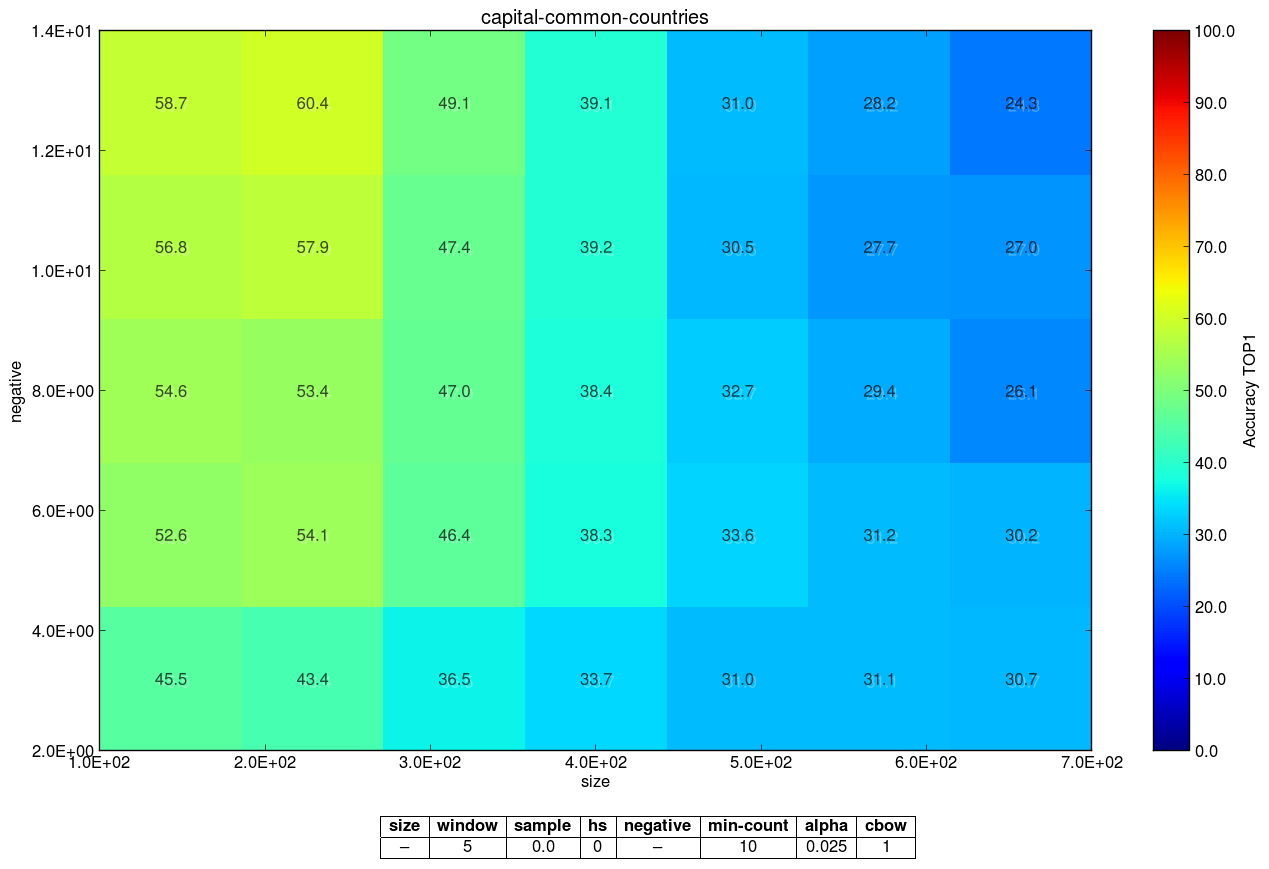 capital-common-countries
1.4E+01
100.0
58.7 60.4 49.1 39.1 31.0 28.2 24.3
90.0
1.2E+01
80.0
56.8 57.9 47.4 39.2 30.5 27.7 27.0
70.0
1.0E+01
60.0
negative
8.0E+00
54.6 53.4 47.0 38.4 32.7 29.4 26.1
50.0
Accuracy TOP1
40.0
6.0E+00
52.6 54.1 46.4 38.3 33.6 31.2 30.2
30.0
4.0E+00
20.0
45.5 43.4 36.5 33.7 31.0 31.1 30.7
10.0
2.0E+00
0.0
1.0E+02 2.0E+02 3.0E+02 4.0E+02 5.0E+02 6.0E+02 7.0E+02
size
size window sample hs negative min-count alpha cbow
– 5 0.0 0 – 10 0.025 1